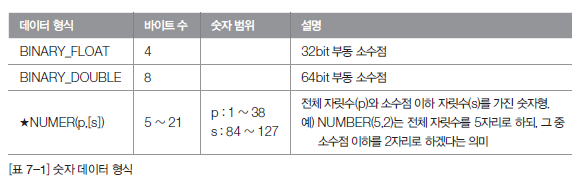 데이터 형식 바이트 수 숫자 범위 설명
BINARY_FLOAT 4 32bit 부동 소수점
BINARY_DOUBLE 8 64bit 부동 소수점
★NUMER(p,[s]) 5 ~ 21 p : 1 ~ 38
s : 84 ~ 127
전체 자릿수(p)와 소수점 이하 자릿수(s)를 가진 숫자형.
예) NUMBER(5,2)는 전체 자릿수를 5자리로 하되, 그 중
소수점 이하를 2자리로 하겠다는 의미
[표 7-1] 숫자 데이터 형식